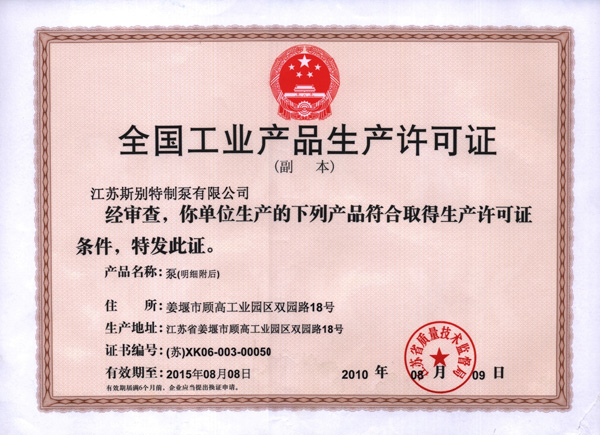 全国工业产品生产许可证
(副 本)
江苏斯别特制泵有限公司
经审查，你单位生产的下列产品符合取得生产许可证
条件，特发此证。
产品名称: 泵(明细附后)
住 所: 姜堰市顾高工业园区双园路18号
生产地址: 江苏省姜堰市顾高工业园区双园路18号
证书编号: (苏)XK06-003-00050
有效期至: 2015年08月08日
2010 年 08 月 09 日
有效期届满6个月前，企业应当提出换证申请。
江苏省质量技术监督局